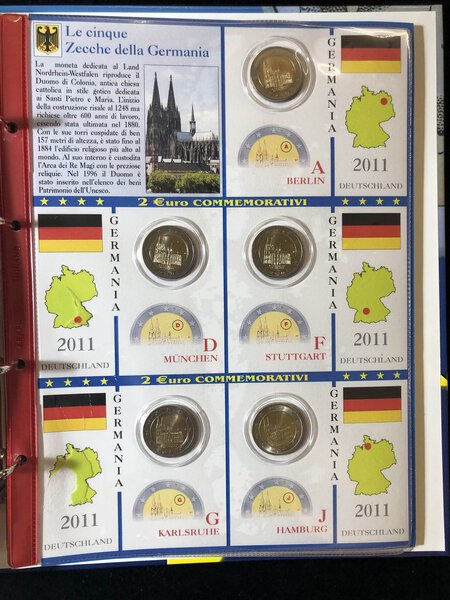 Le cinque
Zecche della Germania
La moneta dedicata al Land
Nordrhein-Westfalen riproduce il
Duomo di Colonia, antica chiesa
cattolica in stile gotico dedicata
ai Santi Pietro e Maria. L'inizio
della costruzione risale al 1248 ma
richiese oltre 600 anni di lavoro,
essendo stata ultimata nel 1880.
Con le sue torri cuspidate di ben
157 metri di altezza, è stato fino al
1884 l'edificio religioso più alto al
mondo. Al suo interno è custodita
l'Arca dei Re Magi con le preziose
reliquie. Nel 1996 il Duomo è
stato inserito nell'elenco dei beni
Patrimonio dell'Unesco.
GERMANIA
A
A
BERLIN
2011
DEUTSCHLAND
2 €uro COMMEMORATIVI
2011
DEUTSCHLAND
GERMANIA
D
D
MÜNCHEN
F
F
STUTTGART
GERMANIA
2011
DEUTSCHLAND
2 €uro COMMEMORATIVI
2011
DEUTSCHLAND
GERMANIA
G
G
KARLSRUHE
J
J
HAMBURG
GERMANIA
2011
DEUTSCHLAND